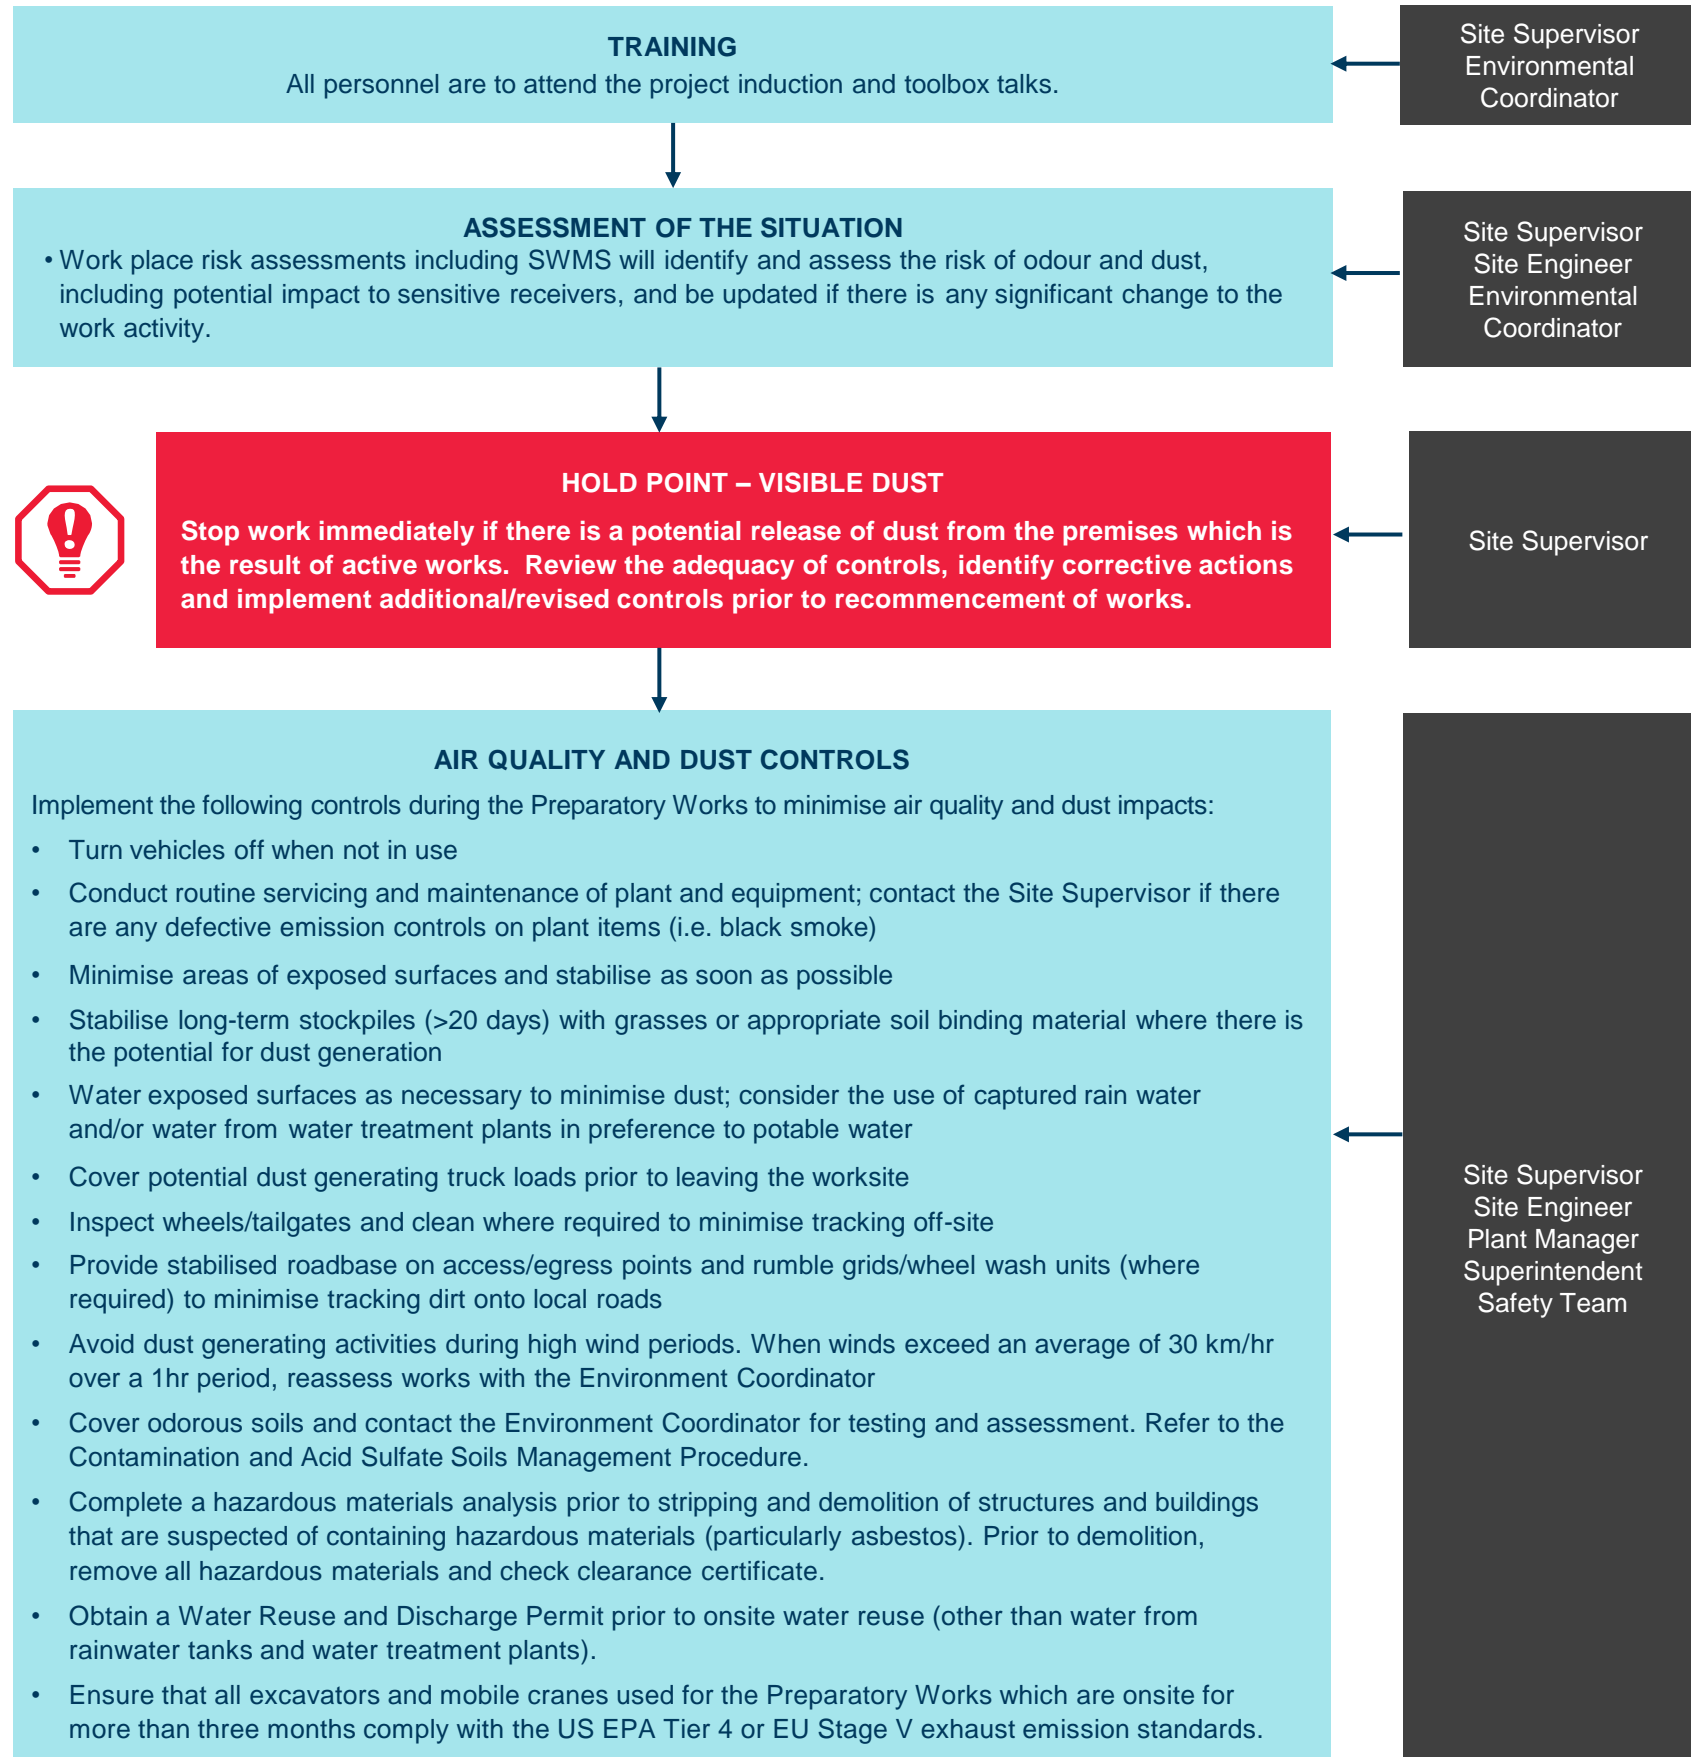 TRAINING
All personnel are to attend the project induction and toolbox talks.
Site Supervisor
Environmental
Coordinator
ASSESSMENT OF THE SITUATION
• Work place risk assessments including SWMS will identify and assess the risk of odour and dust,
including potential impact to sensitive receivers, and be updated if there is any significant change to the
work activity.
Site Supervisor
Site Engineer
Environmental
Coordinator
HOLD POINT – VISIBLE DUST
Stop work immediately if there is a potential release of dust from the premises which is
the result of active works.  Review the adequacy of controls, identify corrective actions
and implement additional/revised controls prior to recommencement of works.
Site Supervisor
AIR QUALITY AND DUST CONTROLS
Implement the following controls during the Preparatory Works to minimise air quality and dust impacts:
• Turn vehicles off when not in use
• Conduct routine servicing and maintenance of plant and equipment; contact the Site Supervisor if there
are any defective emission controls on plant items (i.e. black smoke)
• Minimise areas of exposed surfaces and stabilise as soon as possible
• Stabilise long-term stockpiles (>20 days) with grasses or appropriate soil binding material where there is
the potential for dust generation
• Water exposed surfaces as necessary to minimise dust; consider the use of captured rain water
and/or water from water treatment plants in preference to potable water
• Cover potential dust generating truck loads prior to leaving the worksite
• Inspect wheels/tailgates and clean where required to minimise tracking off-site
• Provide stabilised roadbase on access/egress points and rumble grids/wheel wash units (where
required) to minimise tracking dirt onto local roads
• Avoid dust generating activities during high wind periods. When winds exceed an average of 30 km/hr
over a 1hr period, reassess works with the Environment Coordinator
• Cover odorous soils and contact the Environment Coordinator for testing and assessment. Refer to the
Contamination and Acid Sulfate Soils Management Procedure.
• Complete a hazardous materials analysis prior to stripping and demolition of structures and buildings
that are suspected of containing hazardous materials (particularly asbestos). Prior to demolition,
remove all hazardous materials and check clearance certificate.
• Obtain a Water Reuse and Discharge Permit prior to onsite water reuse (other than water from
rainwater tanks and water treatment plants).
• Ensure that all excavators and mobile cranes used for the Preparatory Works which are onsite for
more than three months comply with the US EPA Tier 4 or EU Stage V exhaust emission standards.
Site Supervisor
Site Engineer
Plant Manager
Superintendent
Safety Team